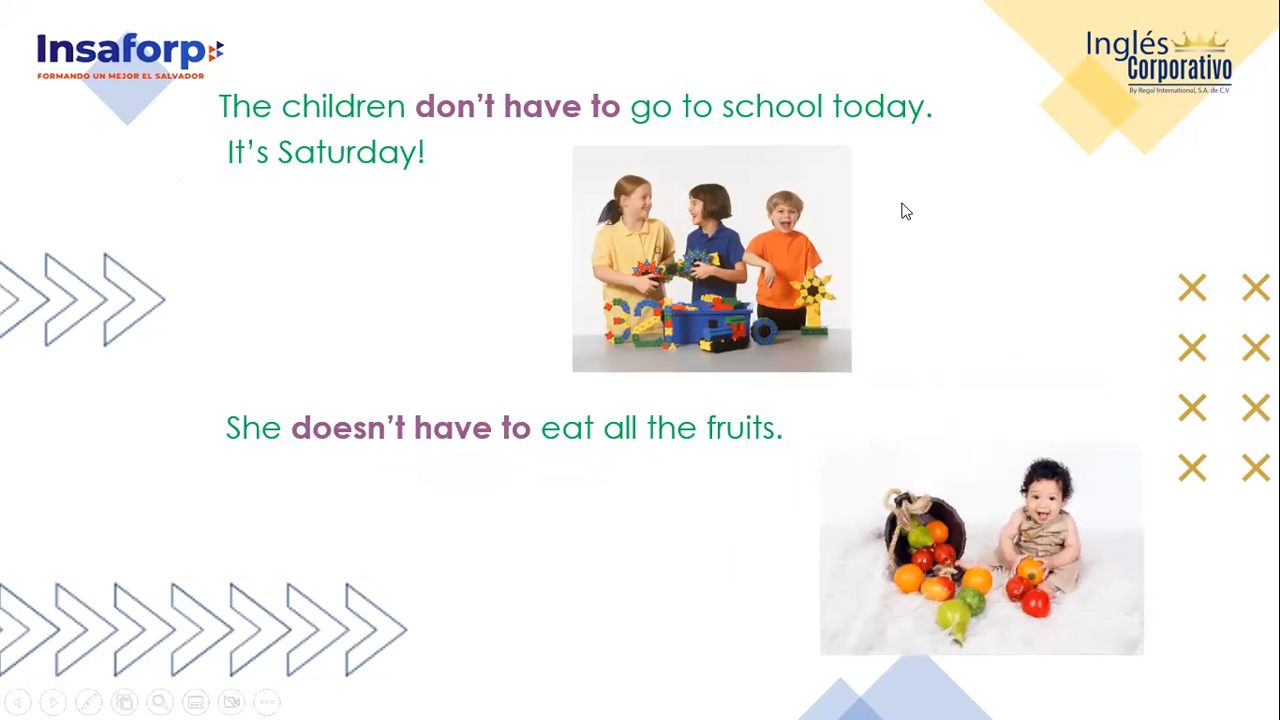 Insaforp
FORMANDO UN MEJOR EL SALVADOR
Inglés
Corporativo
By Regal International, S.A. de C.V
The children don't have to go to school today.
It's Saturday!
She doesn't have to eat all the fruits.